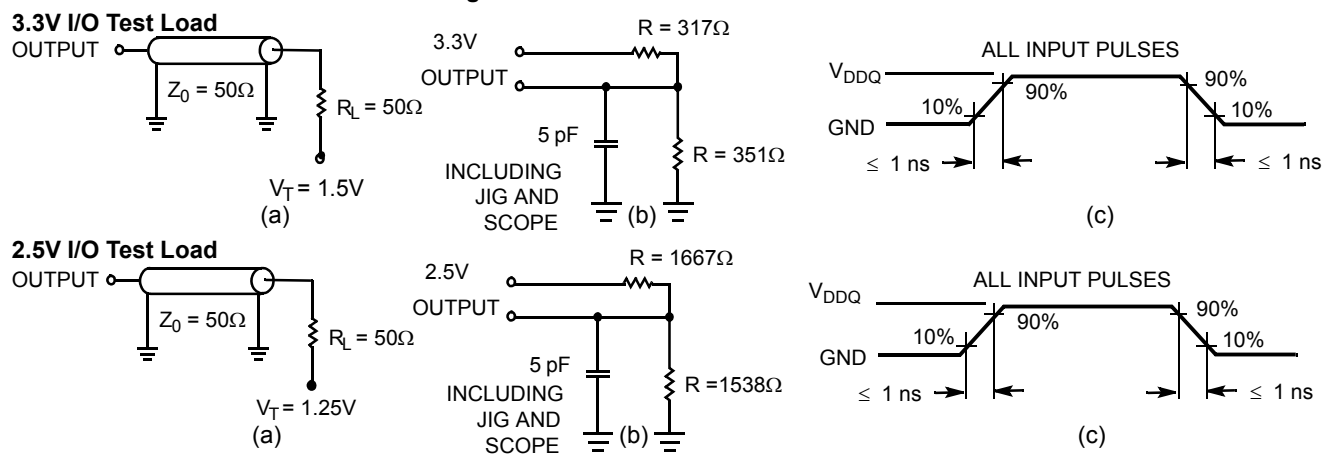 3.3V I/O Test Load
OUTPUT
Z0 = 50Ω
RL = 50Ω
VT = 1.5V
(a)
3.3V
R = 317Ω
OUTPUT
5 pF
R = 351Ω
INCLUDING
JIG AND
SCOPE
(b)
ALL INPUT PULSES
VDDQ
90%
90%
10%
10%
GND
≤ 1 ns
≤ 1 ns
(c)
2.5V I/O Test Load
OUTPUT
Z0 = 50Ω
RL = 50Ω
VT = 1.25V
(a)
2.5V
R = 1667Ω
OUTPUT
5 pF
R =1538Ω
INCLUDING
JIG AND
SCOPE
(b)
ALL INPUT PULSES
VDDQ
90%
90%
10%
10%
GND
≤ 1 ns
≤ 1 ns
(c)